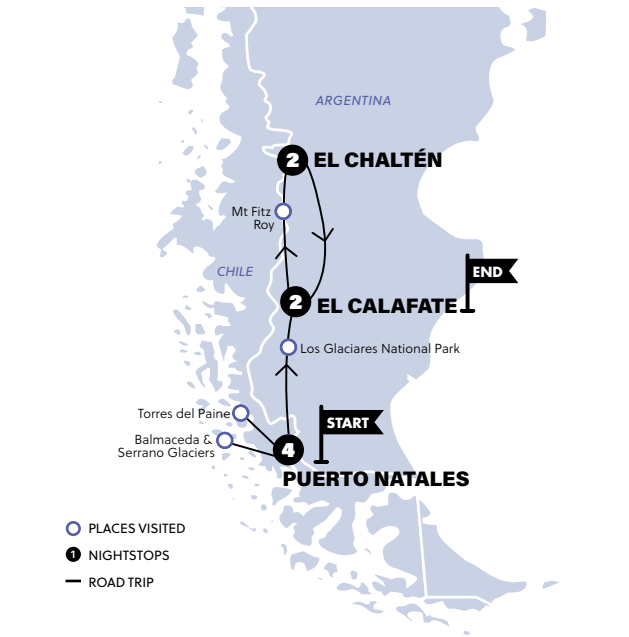 ARGENTINA
2 EL CHALTÉN
Mt Fitz
Roy
CHILE
END
2 EL CALAFATE
Los Glaciares National Park
Torres del Paine
START
Balmaceda &
Serrano Glaciers
4
PUERTO NATALES
PLACES VISITED
1 NIGHTSTOPS
ROAD TRIP